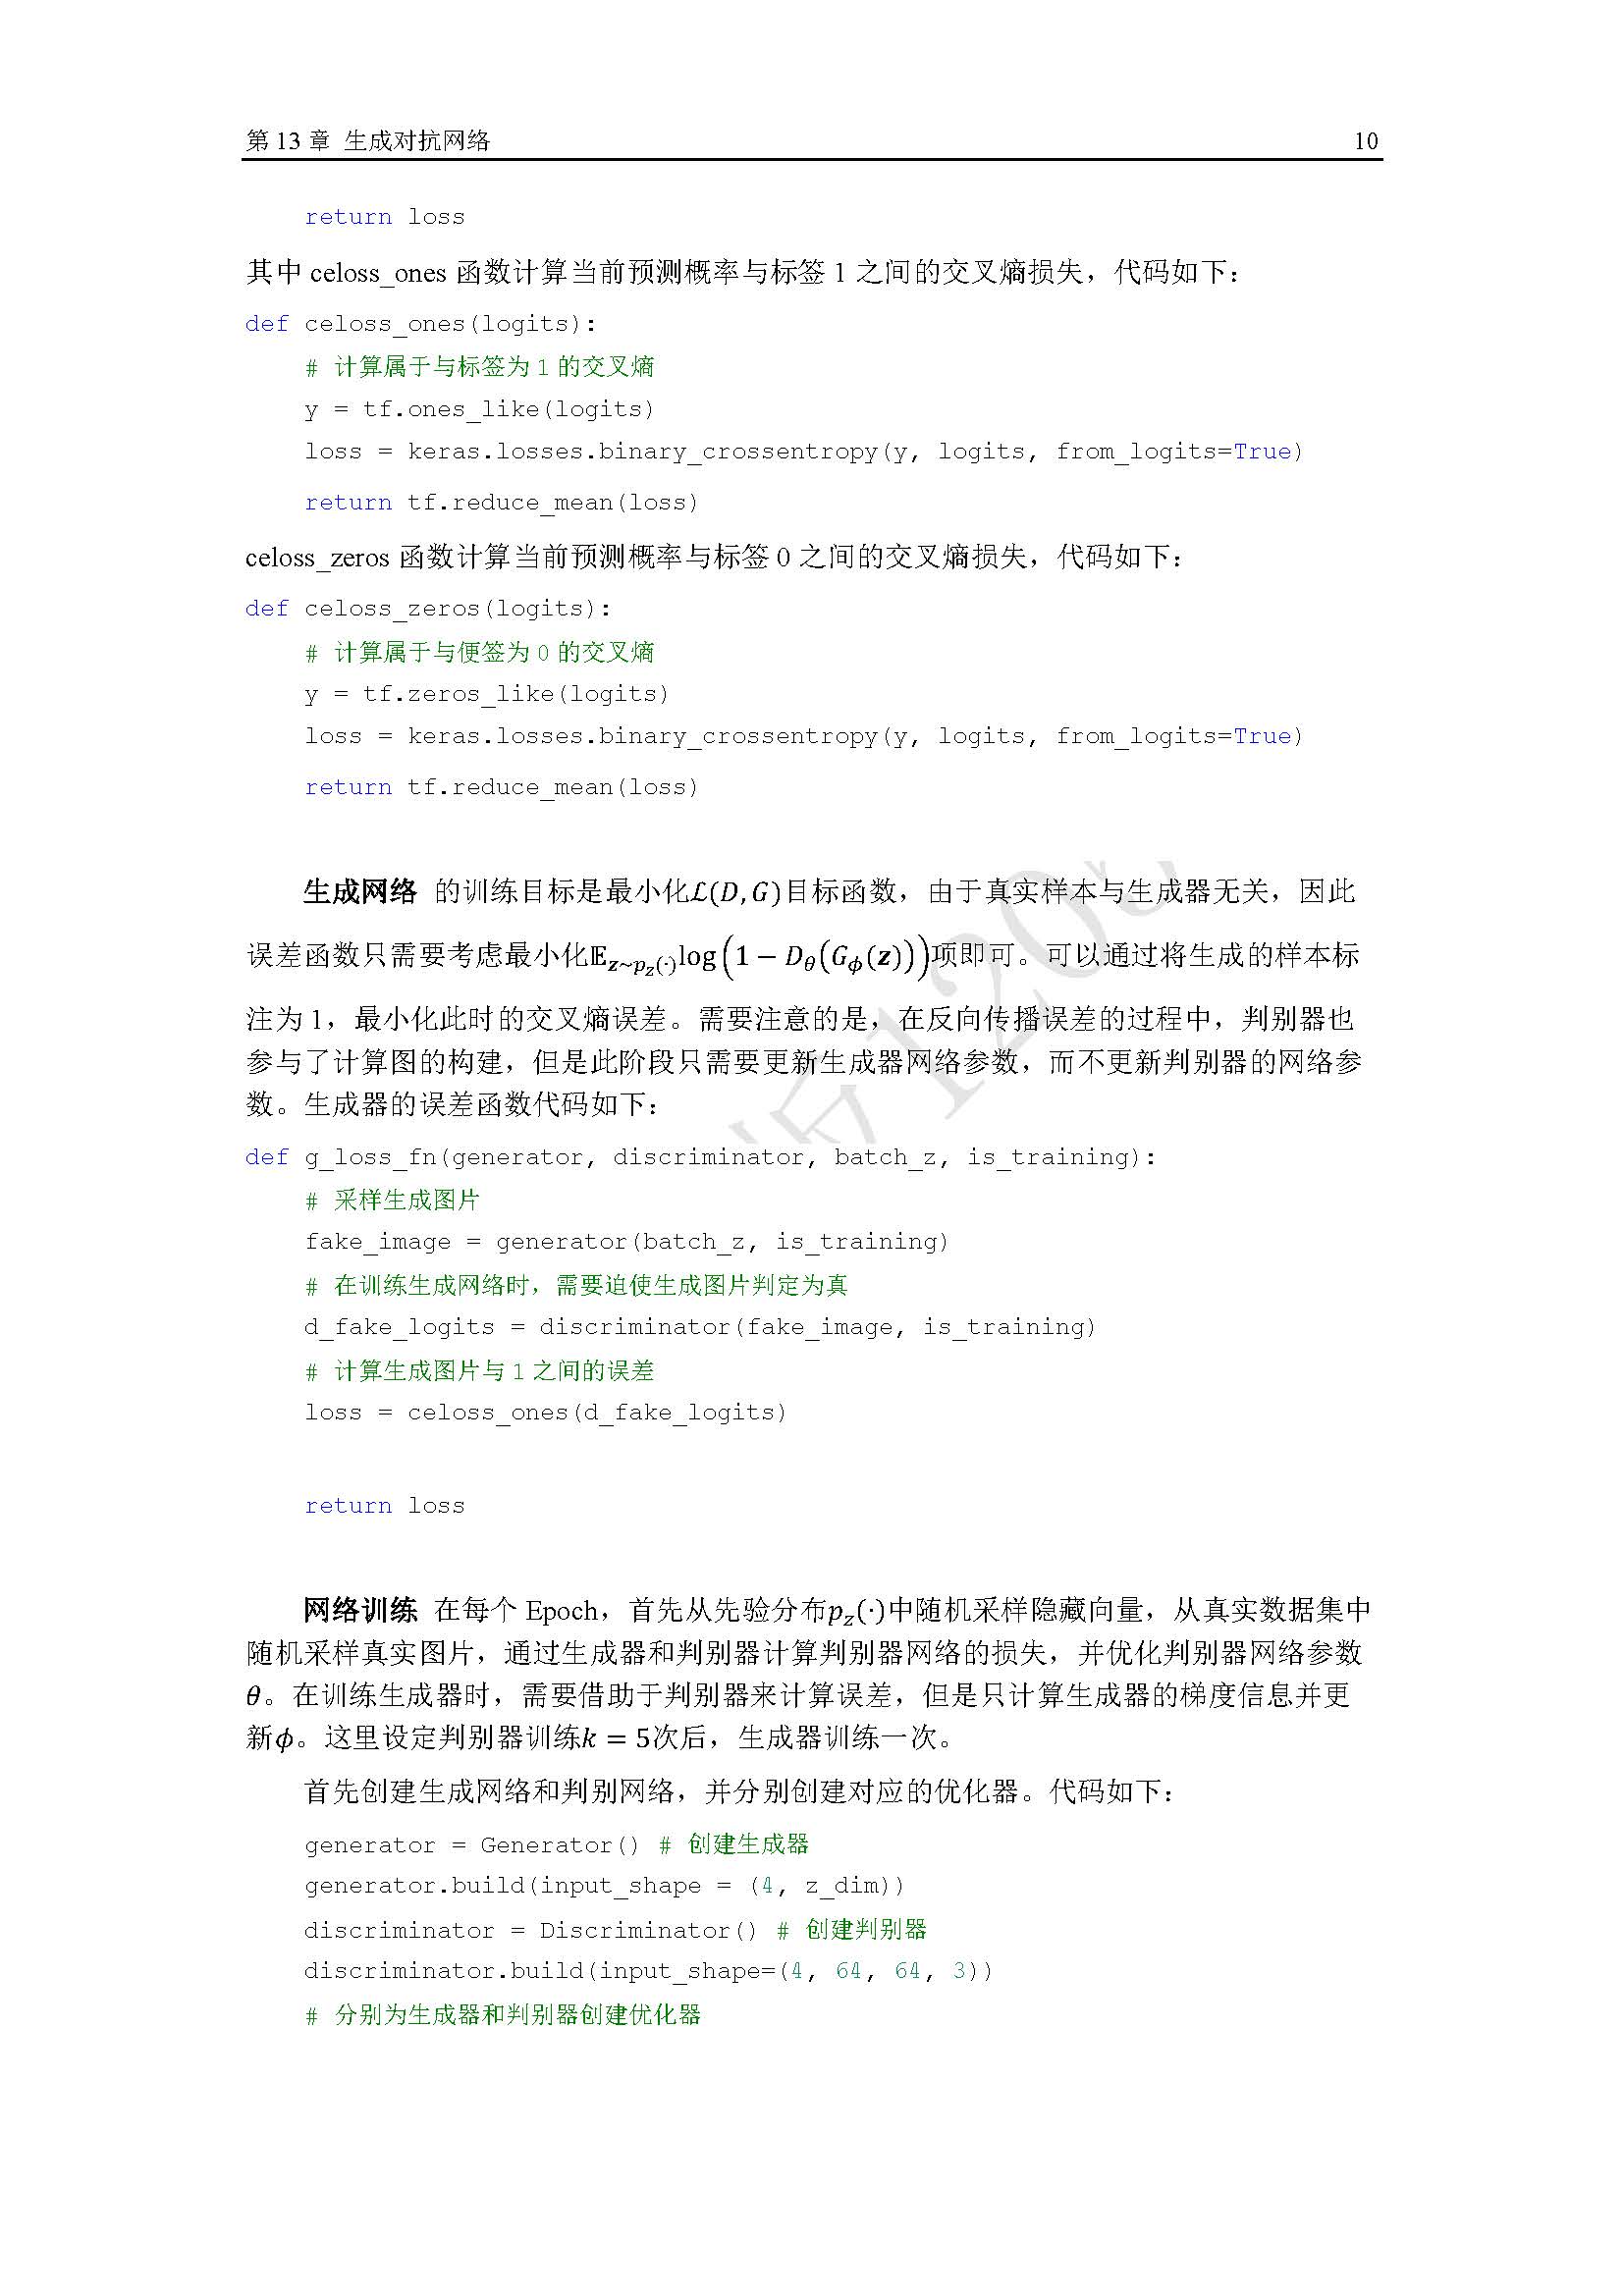 第 13 章 生成对抗网络 10
return loss
其中 celoss_ones 函数计算当前预测概率与标签 1 之间的交叉熵损失，代码如下：
def celoss_ones(logits):
# 计算属于与标签为 1 的交叉熵
y = tf.ones_like(logits)
loss = keras.losses.binary_crossentropy(y, logits, from_logits=True)
return tf.reduce_mean(loss)
celoss_zeros 函数计算当前预测概率与标签 0 之间的交叉熵损失，代码如下：
def celoss_zeros(logits):
# 计算属于与便签为 0 的交叉熵
y = tf.zeros_like(logits)
loss = keras.losses.binary_crossentropy(y, logits, from_logits=True)
return tf.reduce_mean(loss)
生成网络 的训练目标是最小化ℒ(D, G)目标函数，由于真实样本与生成器无关，因此
误差函数只需要考虑最小化𝔼z~pz(·)log(1 − Dθ(Gϕ(z)))项即可。可以通过将生成的样本标
注为 1，最小化此时的交叉熵误差。需要注意的是，在反向传播误差的过程中，判别器也
参与了计算图的构建，但是此阶段只需要更新生成器网络参数，而不更新判别器的网络参
数。生成器的误差函数代码如下：
def g_loss_fn(generator, discriminator, batch_z, is_training):
# 采样生成图片
fake_image = generator(batch_z, is_training)
# 在训练生成网络时，需要迫使生成图片判定为真
d_fake_logits = discriminator(fake_image, is_training)
# 计算生成图片与 1 之间的误差
loss = celoss_ones(d_fake_logits)
return loss
网络训练 在每个 Epoch，首先从先验分布pz(·)中随机采样隐藏向量，从真实数据集中
随机采样真实图片，通过生成器和判别器计算判别器网络的损失，并优化判别器网络参数
θ。在训练生成器时，需要借助于判别器来计算误差，但是只计算生成器的梯度信息并更
新ϕ。这里设定判别器训练k = 5次后，生成器训练一次。
首先创建生成网络和判别网络，并分别创建对应的优化器。代码如下：
generator = Generator() # 创建生成器
generator.build(input_shape = (4, z_dim))
discriminator = Discriminator() # 创建判别器
discriminator.build(input_shape=(4, 64, 64, 3))
# 分别为生成器和判别器创建优化器